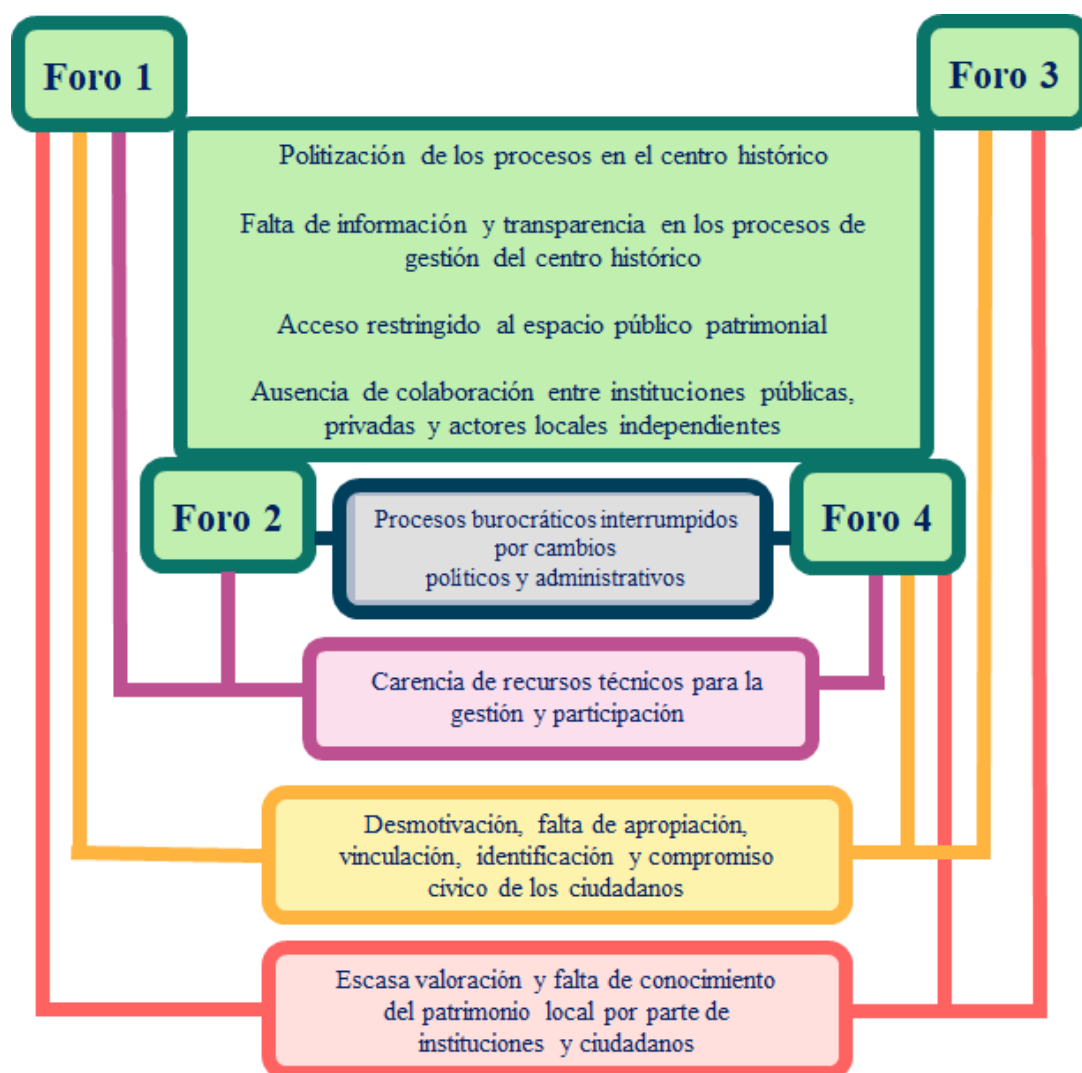 Foro 1
Foro 3
Politización de los procesos en el centro histórico
Falta de información y transparencia en los procesos de
gestión del centro histórico
Acceso restringido al espacio público patrimonial
Ausencia de colaboración entre instituciones públicas,
privadas y actores locales independientes
Foro 2
Foro 4
Procesos burocráticos interrumpidos
por cambios
políticos y administrativos
Carencia de recursos técnicos para la
gestión y participación
Desmotivación, falta de apropiación,
vinculación, identificación y compromiso
cívico de los ciudadanos
Escasa valoración y falta de conocimiento
del patrimonio local por parte de
instituciones y ciudadanos